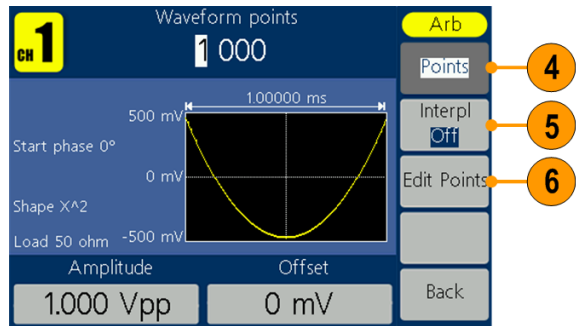 CH 1
Waveform points
1 000
Arb
Points
4
Interpl
Off
5
Edit Points
6
Back
1.00000 ms
500 mV
Start phase 0°
0 mV
Shape X^2
Load 50 ohm
-500 mV
Amplitude
Offset
1.000 Vpp
0 mV